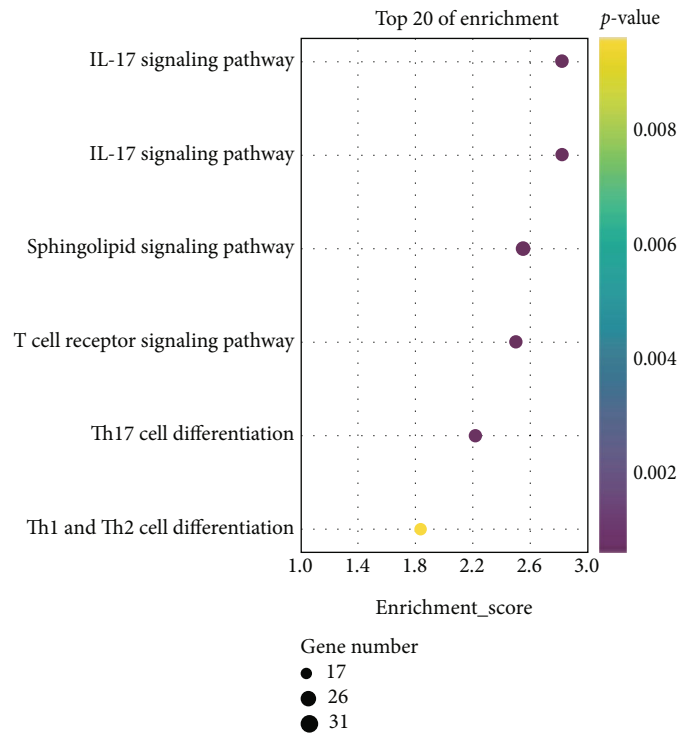 Top 20 of enrichment
p-value
IL-17 signaling pathway
IL-17 signaling pathway
Sphingolipid signaling pathway
T cell receptor signaling pathway
Th17 cell differentiation
Th1 and Th2 cell differentiation
0.008
0.006
0.004
0.002
1.0 1.4 1.8 2.2 2.6 3.0
Enrichment_score
Gene number
17
26
31